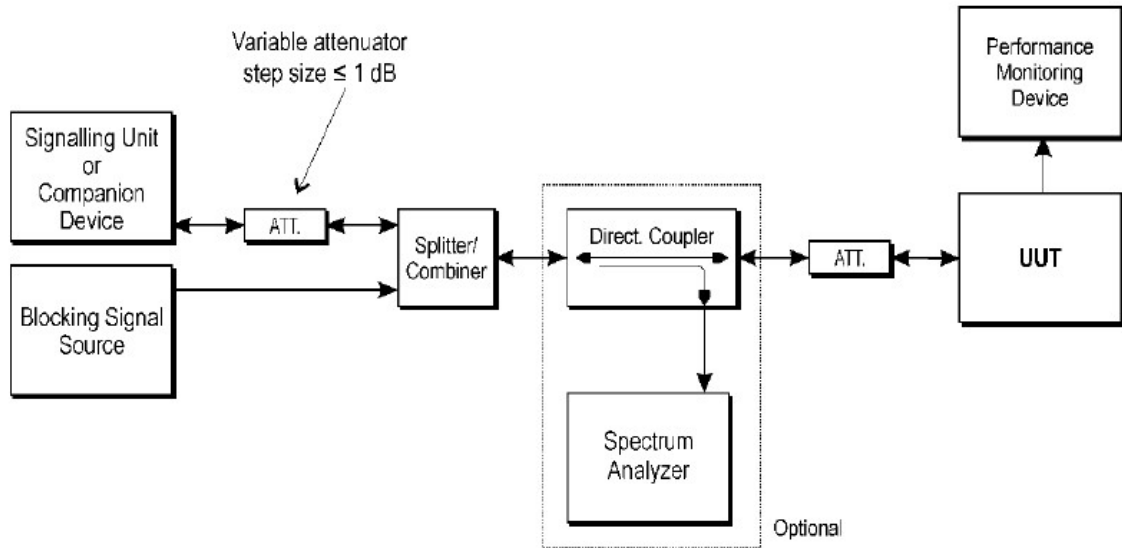 Variable attenuator
step size ≤ 1 dB
Performance
Monitoring
Device
Signalling Unit
or
Companion
Device
ATT.
Splitter/
Combiner
Direct. Coupler
ATT.
UUT
Blocking Signal
Source
Spectrum
Analyzer
Optional